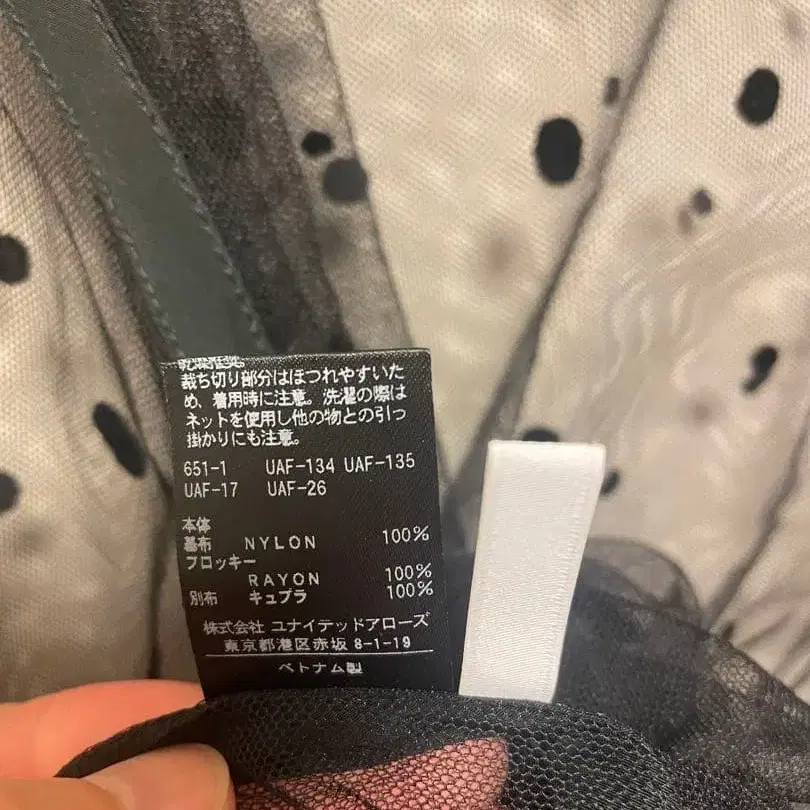 乾燥推奨。
裁ち切り部分はほつれやすいた
め、着用時に注意。洗濯の際は
ネットを使用し他の物との引っ
掛かりにも注意。
651-1 UAF-134 UAF-135
UAF-17 UAF-26
本体
基布 NYLON 100%
フロッキー
RAYON 100%
別布 キュプラ 100%
株式会社 ユナイテッドアローズ
東京都港区赤坂 8-1-19
ベトナム製